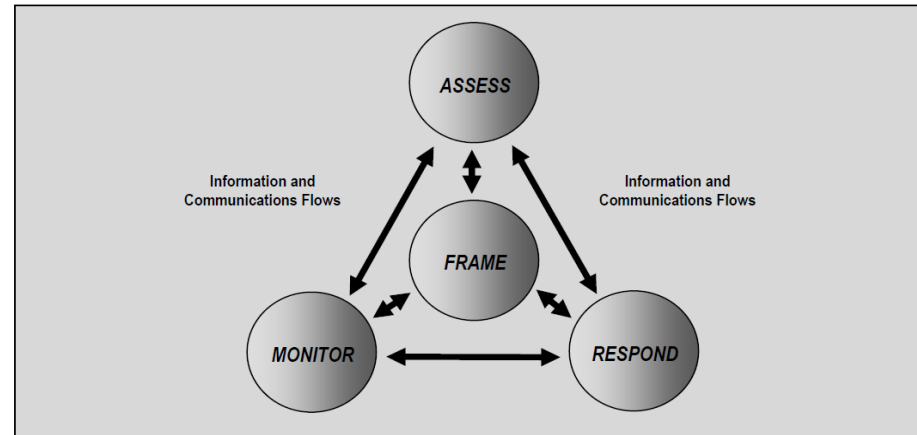 ASSESS
Information and
Communications Flows
Information and
Communications Flows
FRAME
MONITOR
RESPOND